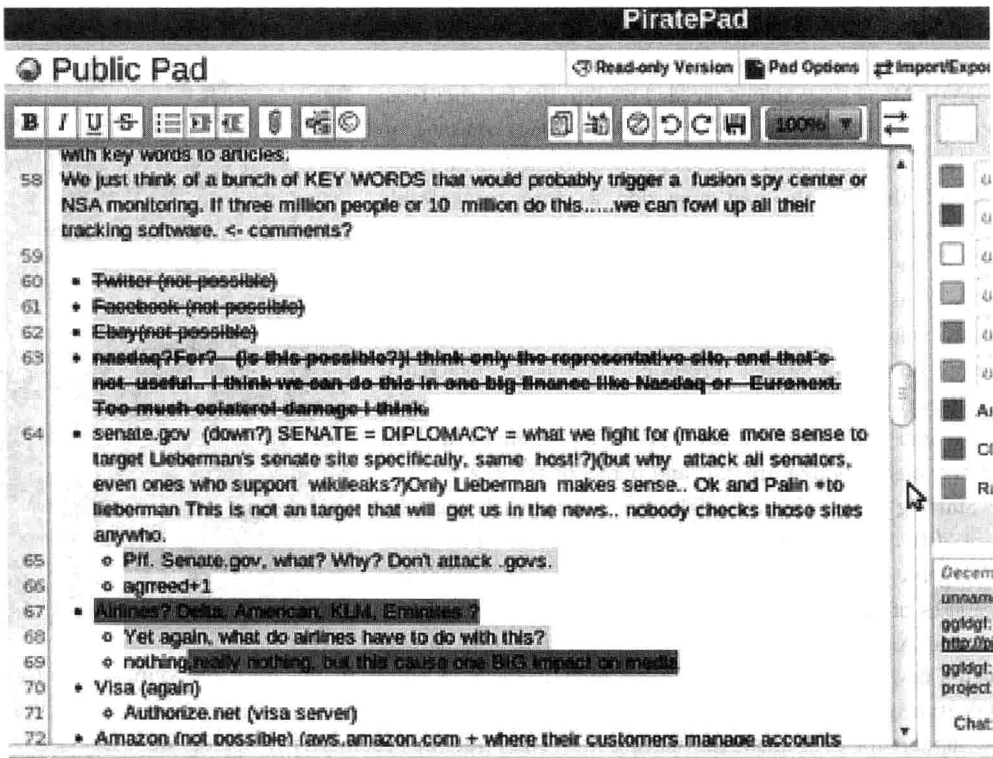 PiratePad
Public Pad
Read-only Version
Pad Options
Import/Expo
B I U S
100%
with key words to articles.
58 We just think of a bunch of KEY WORDS that would probably trigger a fusion spy center or
NSA monitoring. If three million people or 10 million do this.....we can fowl up all their
tracking software. <- comments?
59
60 Twitter (not possible)
61 Facebook (not possible)
62 Ebay(not possible)
63 nasdaq?For? (is this possible?)i think only the representative site, and that's
not useful.. i think we can do this in one big finance like Nasdaq or Euronext.
Too much colaterol damage i think.
64 senate.gov (down?) SENATE = DIPLOMACY = what we fight for (make more sense to
target Lieberman's senate site specifically, same host!?)(but why attack all senators,
even ones who support wikileaks?)Only Lieberman makes sense.. Ok and Palin +to
lieberman This is not an target that will get us in the news.. nobody checks those sites
anywho.
65 Pff. Senate.gov, what? Why? Don't attack .govs.
66 agrreed+1
67 Airlines? Delta, American, KLM, Emirates ?
68 Yet again, what do airlines have to do with this?
69 nothing,really nothing, but this cause one BIG impact on media
70 Visa (again)
71 Authorize.net (visa server)
72 Amazon (not possible) (aws.amazon.com + where their customers manage accounts
Decem
unname
ggfdgf:
http://pi
ggfdgf:
project
Chat: